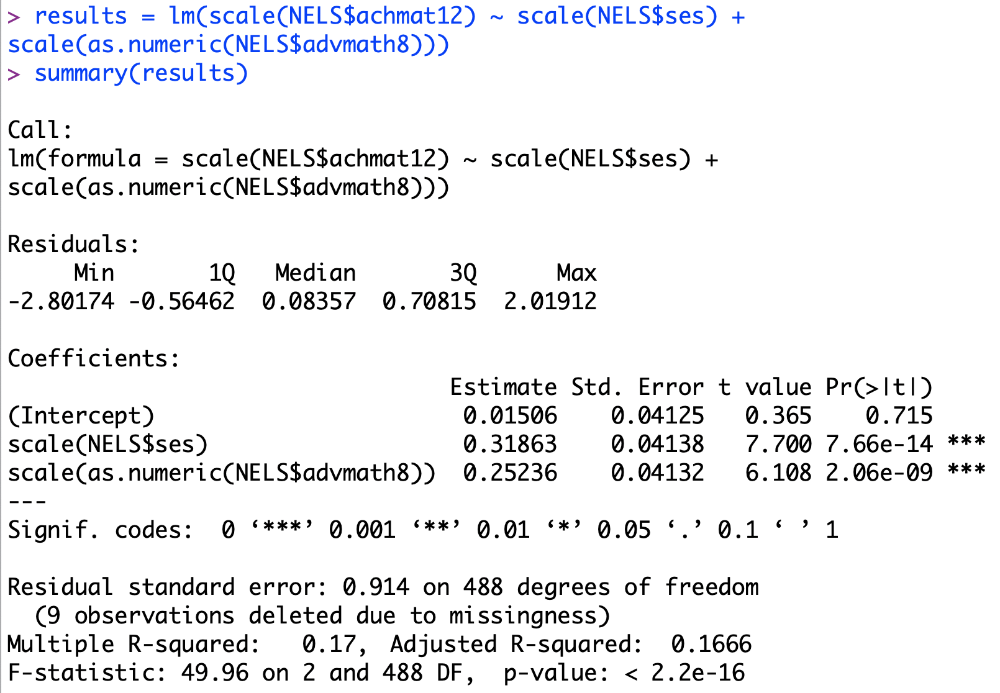 > results = lm(scale(NELS$achmat12) ~ scale(NELS$ses) +
scale(as.numeric(NELS$advmath8)))
> summary(results)
Call:
lm(formula = scale(NELS$achmat12) ~ scale(NELS$ses) +
scale(as.numeric(NELS$advmath8)))
Residuals:
     Min       1Q   Median       3Q      Max
-2.80174 -0.56462  0.08357  0.70815  2.01912
Coefficients:
                                 Estimate Std. Error t value Pr(>|t|)
(Intercept)                       0.01506    0.04125   0.365    0.715
scale(NELS$ses)                   0.31863    0.04138   7.700 7.66e-14 ***
scale(as.numeric(NELS$advmath8))  0.25236    0.04132   6.108 2.06e-09 ***
---
Signif. codes:  0 ‘***’ 0.001 ‘**’ 0.01 ‘*’ 0.05 ‘.’ 0.1 ‘ ’ 1
Residual standard error: 0.914 on 488 degrees of freedom
  (9 observations deleted due to missingness)
Multiple R-squared:   0.17,	Adjusted R-squared:  0.1666
F-statistic: 49.96 on 2 and 488 DF,  p-value: < 2.2e-16